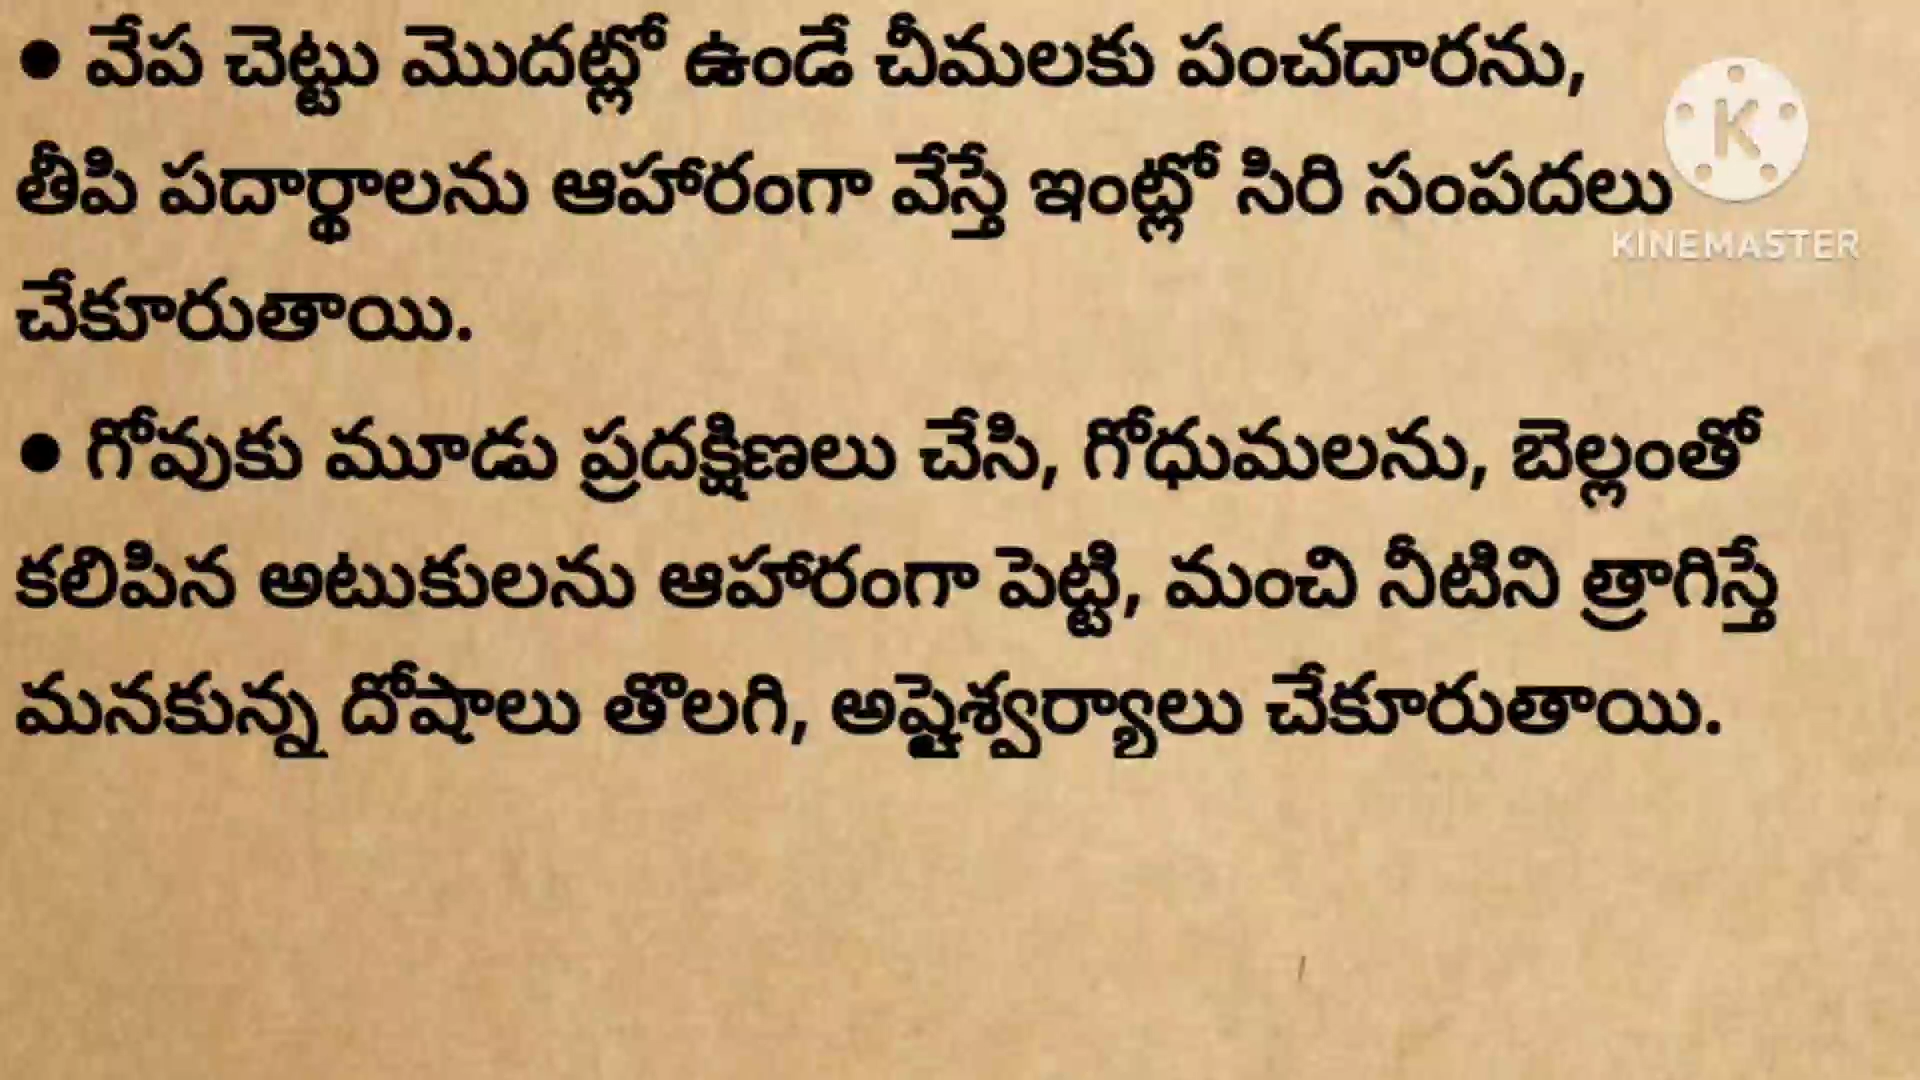 • వేప చెట్టు మొదట్లో ఉండే చీమలకు పంచదారను,
తీపి పదార్థాలను ఆహారంగా వేస్తే ఇంట్లో సిరి సంపదలు
చేకూరుతాయి.
• గోవుకు మూడు ప్రదక్షిణలు చేసి, గోధుమలను, బెల్లంతో
కలిపిన అటుకులను ఆహారంగా పెట్టి, మంచి నీటిని త్రాగిస్తే
మనకున్న దోషాలు తొలగి, అష్టైశ్వర్యాలు చేకూరుతాయి.
K
KINEMASTER